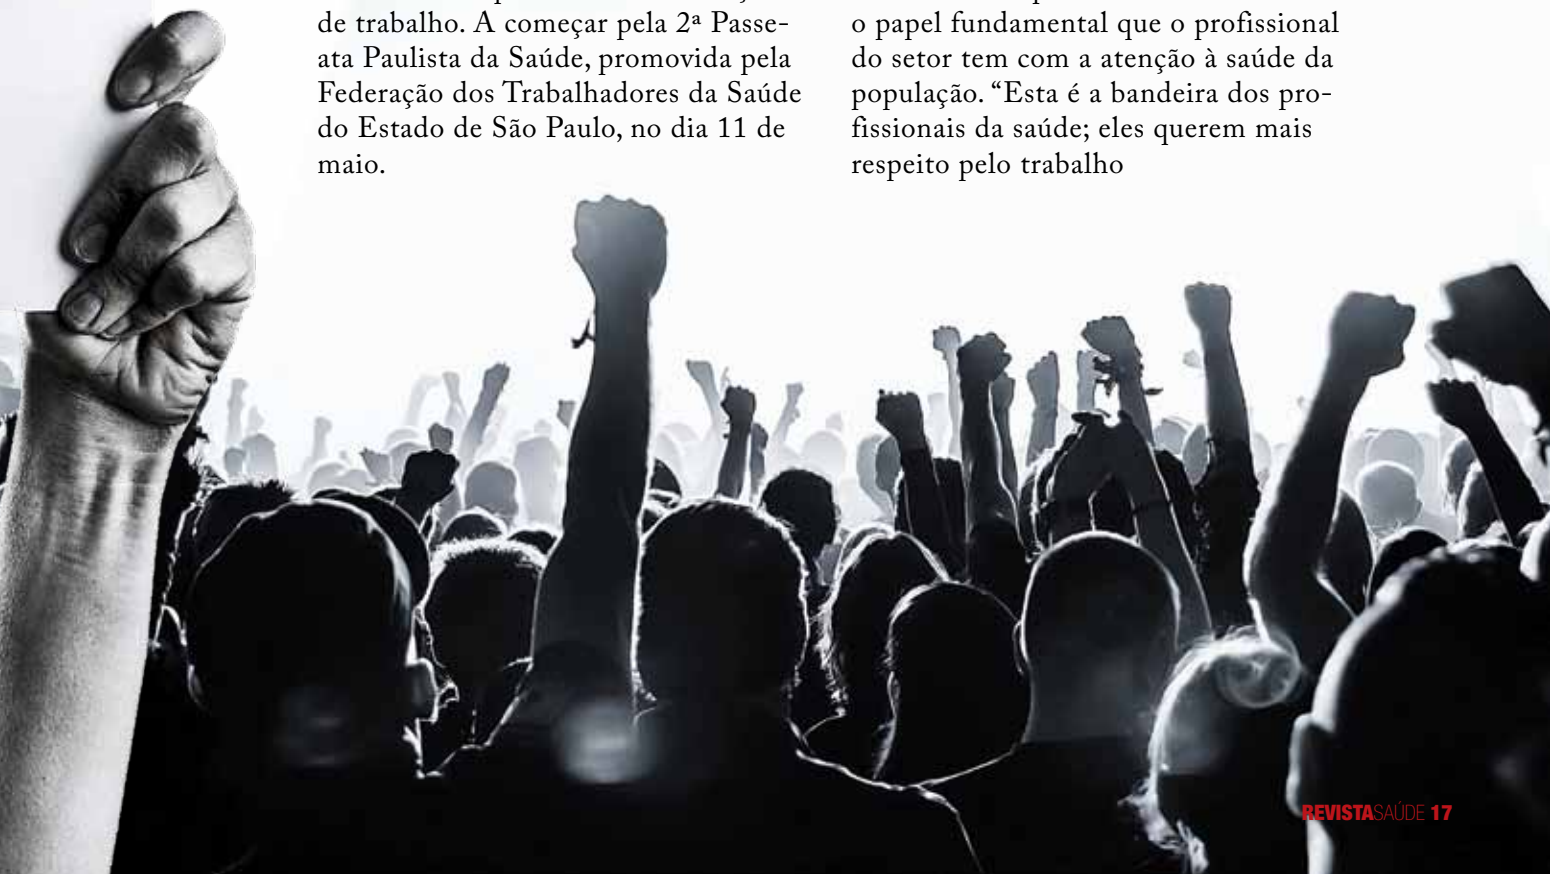 de trabalho. A começar pela 2ª Passe-
ata Paulista da Saúde, promovida pela
Federação dos Trabalhadores da Saúde
do Estado de São Paulo, no dia 11 de
maio.
o papel fundamental que o profissional
do setor tem com a atenção à saúde da
população. “Esta é a bandeira dos pro-
fissionais da saúde; eles querem mais
respeito pelo trabalho
REVISTASAÚDE 17